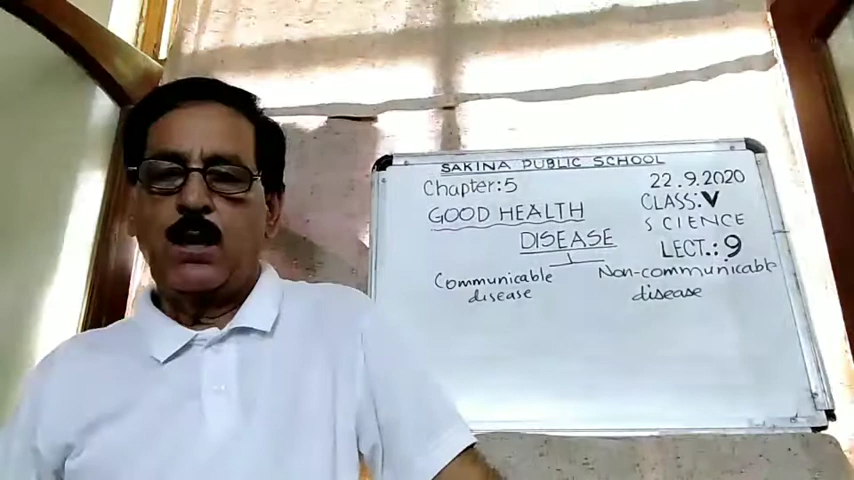 SAKINA PUBLIC SCHOOL
Chapter:5 22.9.2020
GOOD HEALTH CLASS:V
SCIENCE
DISEASE LECT.: 9
Communicable Non-communicable
disease disease